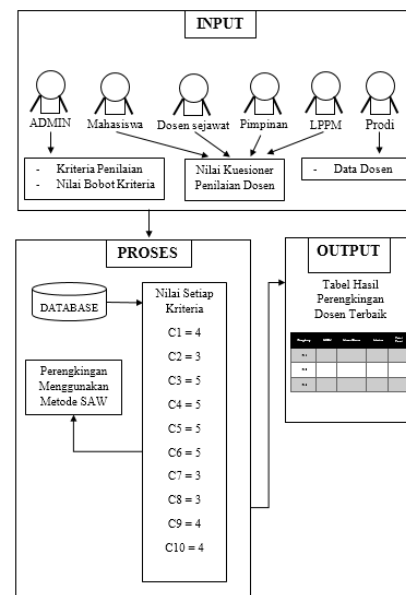 INPUT
ADMIN
Mahasiswa
Dosen sejawat
Pimpinan
LPPM
Prodi
- Kriteria Penilaian
- Nilai Bobot Kriteria
Nilai Kuesioner
Penilaian Dosen
- Data Dosen
PROSES
DATABASE
Perengkingan
Menggunakan
Metode SAW
Nilai Setiap
Kriteria
C1 = 4
C2 = 3
C3 = 5
C4 = 5
C5 = 5
C6 = 5
C7 = 3
C8 = 3
C9 = 4
C10 = 4
OUTPUT
Tabel Hasil
Perengkingan
Dosen Terbaik